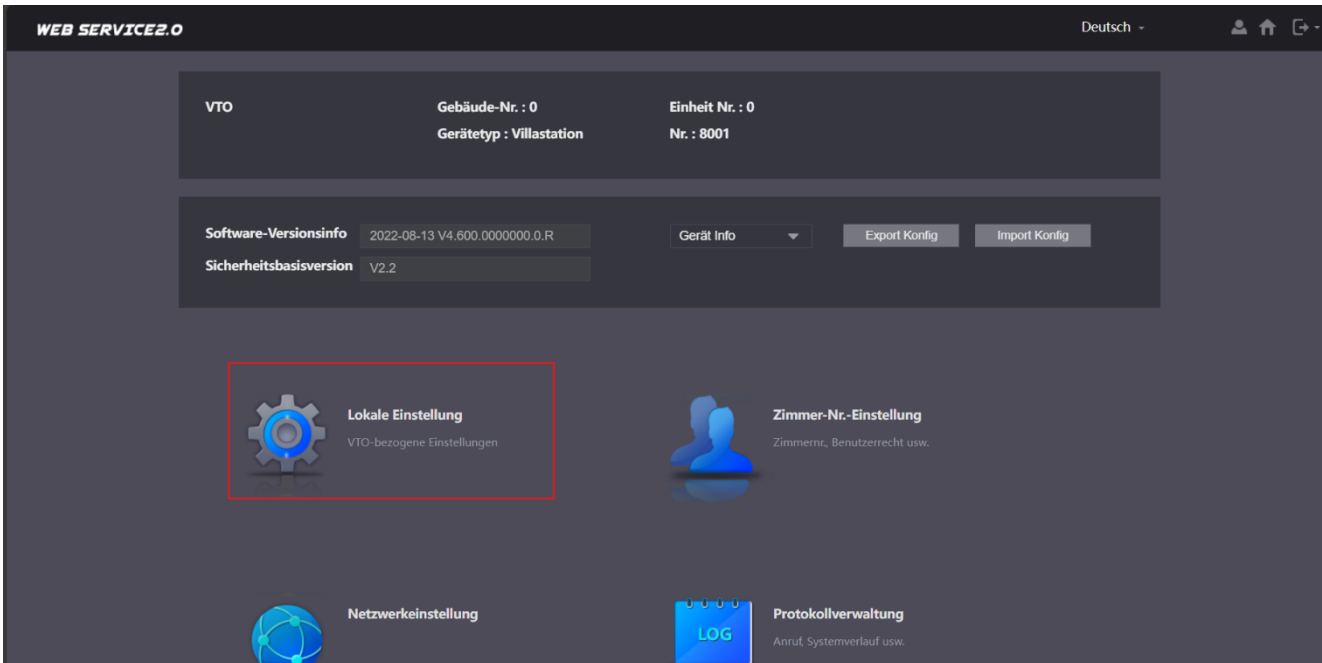 WEB SERVICE2.0
Deutsch
VTO Gebäude-Nr. : 0 Einheit Nr. : 0
Gerätetyp : Villastation Nr. : 8001
Software-Versionsinfo 2022-08-13 V4.600.0000000.0.R Gerät Info Export Konfig Import Konfig
Sicherheitsbasisversion V2.2
Lokale Einstellung
VTO-bezogene Einstellungen
Zimmer-Nr.-Einstellung
Zimmernr., Benutzerrecht usw.
Netzwerkeinstellung
LOG
Protokollverwaltung
Anruf, Systemverlauf usw.